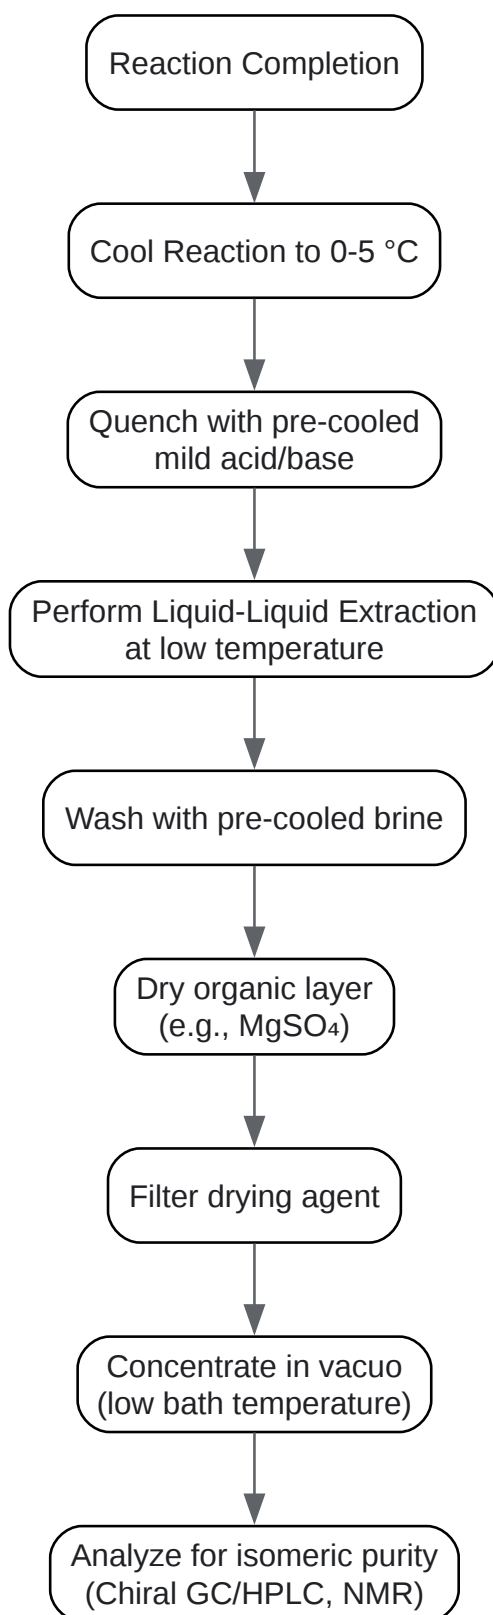 Reaction Completion
Cool Reaction to 0-5 °C
Quench with pre-cooled
mild acid/base
Perform Liquid-Liquid Extraction
at low temperature
Wash with pre-cooled brine
Dry organic layer
(e.g., MgSO₄)
Filter drying agent
Concentrate in vacuo
(low bath temperature)
Analyze for isomeric purity
(Chiral GC/HPLC, NMR)